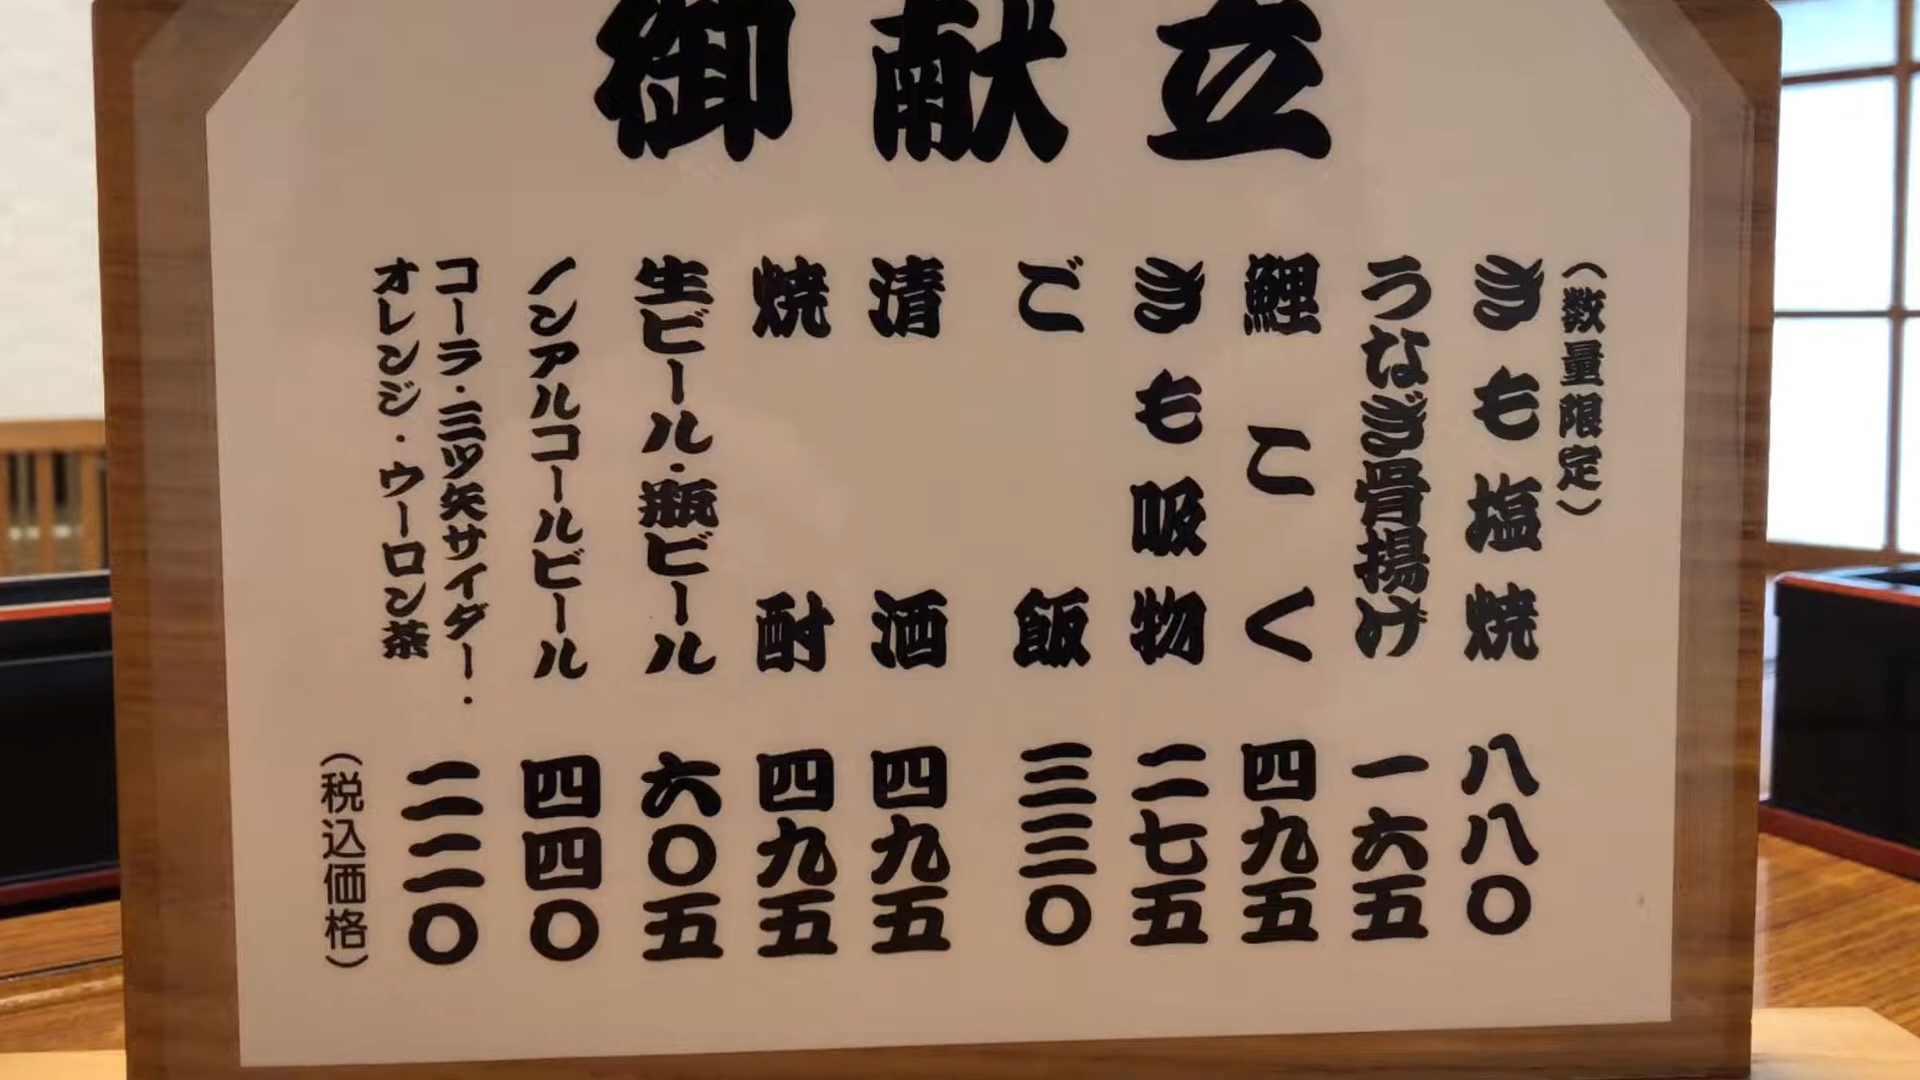 御献立
（数量限定）
きも塩焼 八八〇
うなぎ骨揚げ 一六五
鯉こく 四九五
きも吸物 二七五
ご飯 三三〇
清酒 四九五
焼酎 四九五
生ビール・瓶ビール 六〇五
ノンアルコールビール 四四〇
コーラ・三ツ矢サイダー・
オレンジ・ウーロン茶 二二〇
（税込価格）